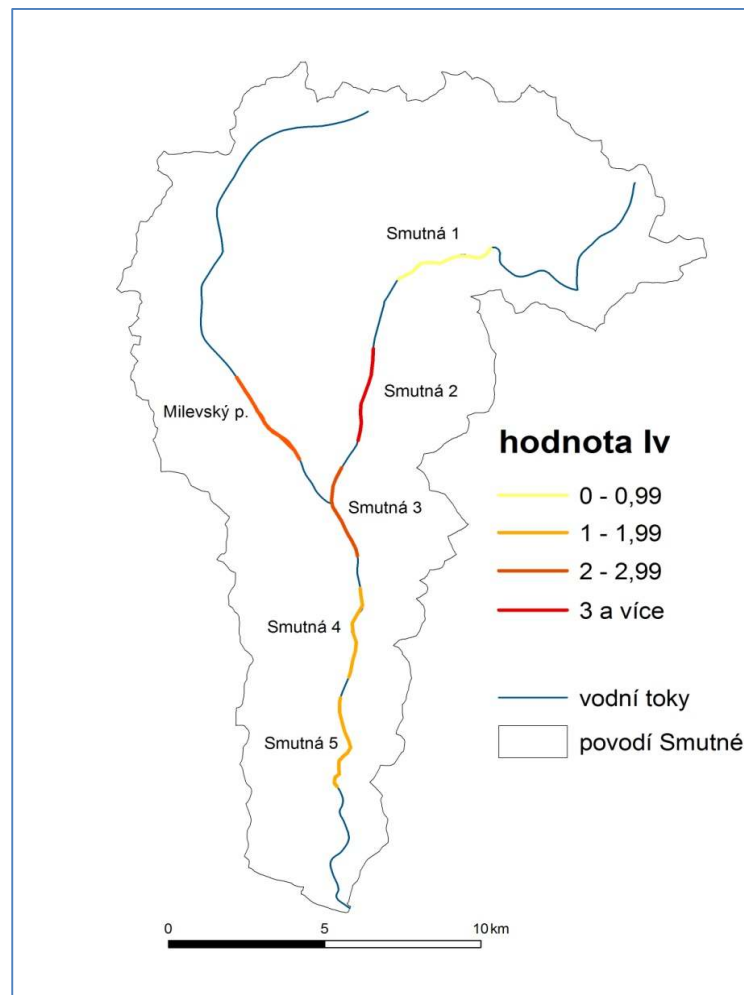 Smutná 1
Smutná 2
Milevský p.
hodnota Iv
0 - 0,99
Smutná 3
1 - 1,99
2 - 2,99
3 a více
Smutná 4
vodní toky
Smutná 5
povodí Smutné
0
5
10 km